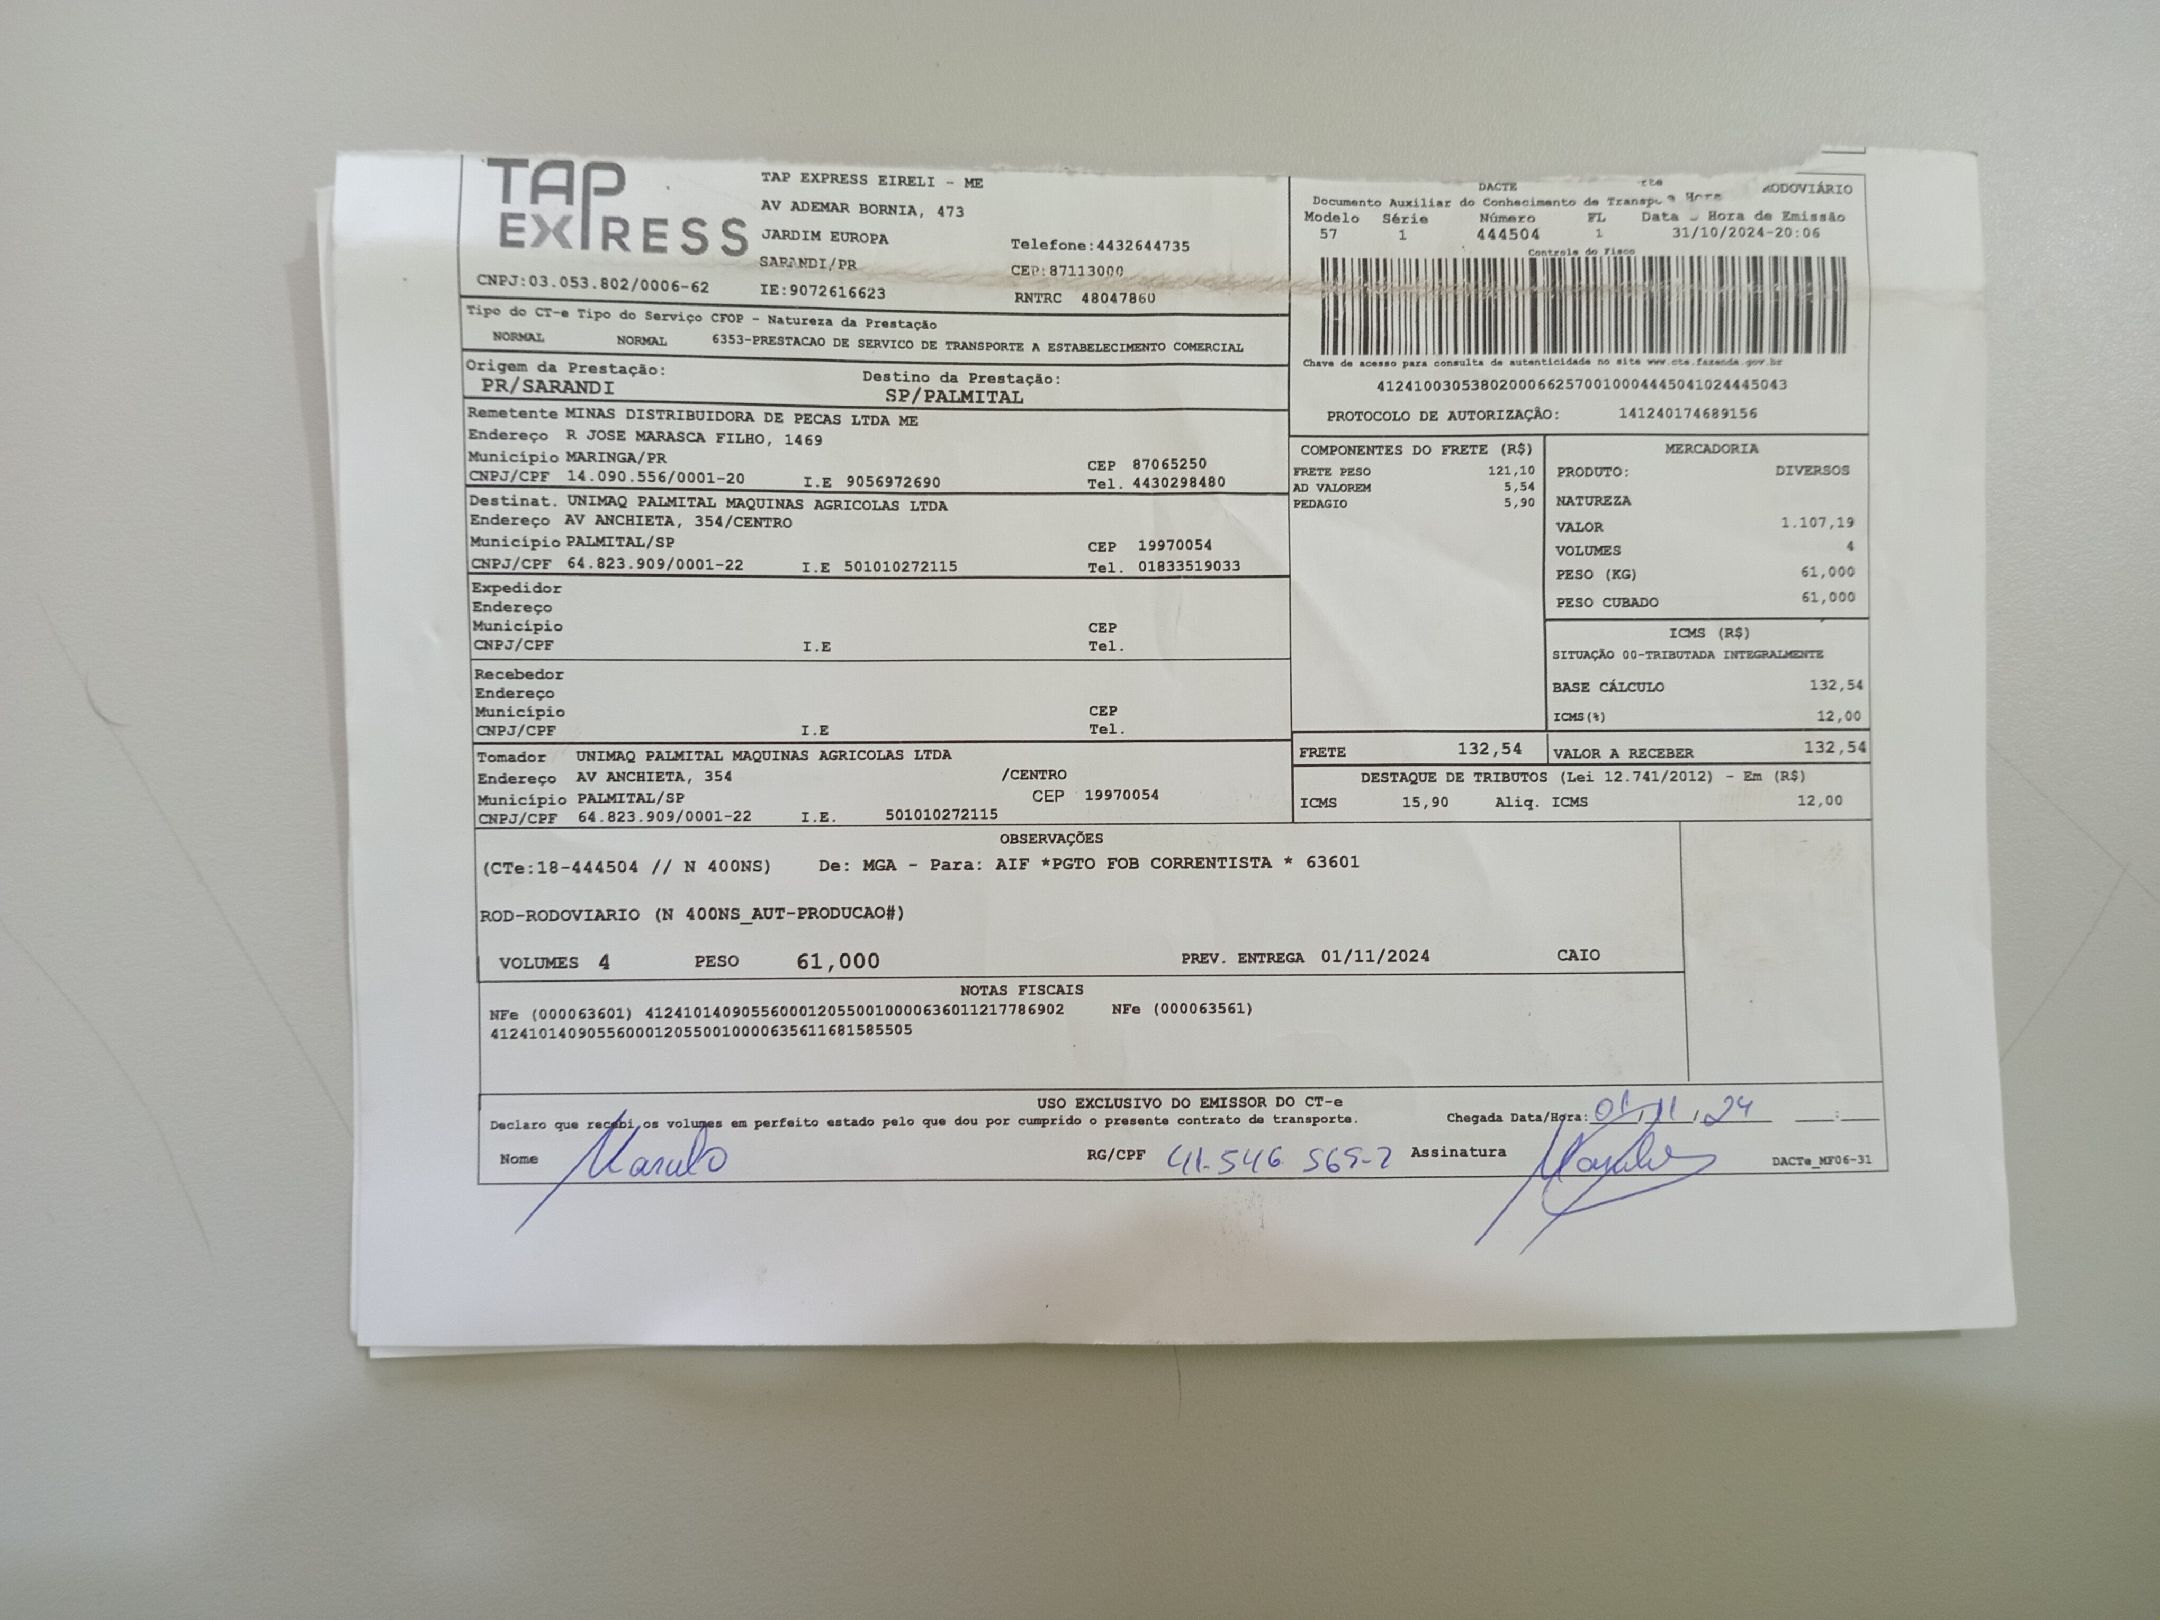 TAP
EXPRESS
TAP EXPRESS EIRELI - ME
AV ADEMAR BORNIA, 473
JARDIM EUROPA
SARANDI/PR
Telefone:4432644735
CEP:87113000
CNPJ:03.053.802/0006-62
IE:9072616623
RNTRC 48047860
DACTE
RODOVIÁRIO
Documento Auxiliar do Conhecimento de Transp
Modelo Série Número FL Data e Hora de Emissão
57 1 444504 1 31/10/2024-20:06
Controle do Fisco
Chave de acesso para consulta de autenticidade no site www.cte.fazenda.gov.br
41241003053802000662570010004445041024445043
PROTOCOLO DE AUTORIZAÇÃO: 141240174689156
Tipo do CT-e Tipo do Serviço CFOP - Natureza da Prestação
NORMAL NORMAL 6353-PRESTACAO DE SERVICO DE TRANSPORTE A ESTABELECIMENTO COMERCIAL
Origem da Prestação: Destino da Prestação:
PR/SARANDI SP/PALMITAL
Remetente MINAS DISTRIBUIDORA DE PECAS LTDA ME
Endereço R JOSE MARASCA FILHO, 1469
Município MARINGA/PR CEP 87065250
CNPJ/CPF 14.090.556/0001-20 I.E 9056972690 Tel. 4430298480
Destinat. UNIMAQ PALMITAL MAQUINAS AGRICOLAS LTDA
Endereço AV ANCHIETA, 354/CENTRO
Município PALMITAL/SP CEP 19970054
CNPJ/CPF 64.823.909/0001-22 I.E 501010272115 Tel. 01833519033
Expedidor
Endereço
Município CEP
CNPJ/CPF I.E Tel.
Recebedor
Endereço
Município CEP
CNPJ/CPF I.E Tel.
Tomador UNIMAQ PALMITAL MAQUINAS AGRICOLAS LTDA
Endereço AV ANCHIETA, 354 /CENTRO
Município PALMITAL/SP CEP 19970054
CNPJ/CPF 64.823.909/0001-22 I.E. 501010272115
COMPONENTES DO FRETE (R$)
FRETE PESO 121,10
AD VALOREM 5,54
PEDAGIO 5,90
MERCADORIA
PRODUTO: DIVERSOS
NATUREZA
VALOR 1.107,19
VOLUMES 4
PESO (KG) 61,000
PESO CUBADO 61,000
ICMS (R$)
SITUAÇÃO 00-TRIBUTADA INTEGRALMENTE
BASE CÁLCULO 132,54
ICMS(%) 12,00
FRETE 132,54 VALOR A RECEBER 132,54
DESTAQUE DE TRIBUTOS (Lei 12.741/2012) - Em (R$)
ICMS 15,90 Aliq. ICMS 12,00
OBSERVAÇÕES
(CTe:18-444504 // N 400NS) De: MGA - Para: AIF *PGTO FOB CORRENTISTA * 63601
ROD-RODOVIARIO (N 400NS_AUT-PRODUCAO#)
VOLUMES 4 PESO 61,000 PREV. ENTREGA 01/11/2024 CAIO
NOTAS FISCAIS
NFe (000063601) 41241014090556000120550010000636011217786902 NFe (000063561)
41241014090556000120550010000635611681585505
USO EXCLUSIVO DO EMISSOR DO CT-e
Declaro que recebi os volumes em perfeito estado pelo que dou por cumprido o presente contrato de transporte. Chegada Data/Hora: 01/11/24 __:__
Nome RG/CPF 41.546 565-2 Assinatura DACTe_MF06-31